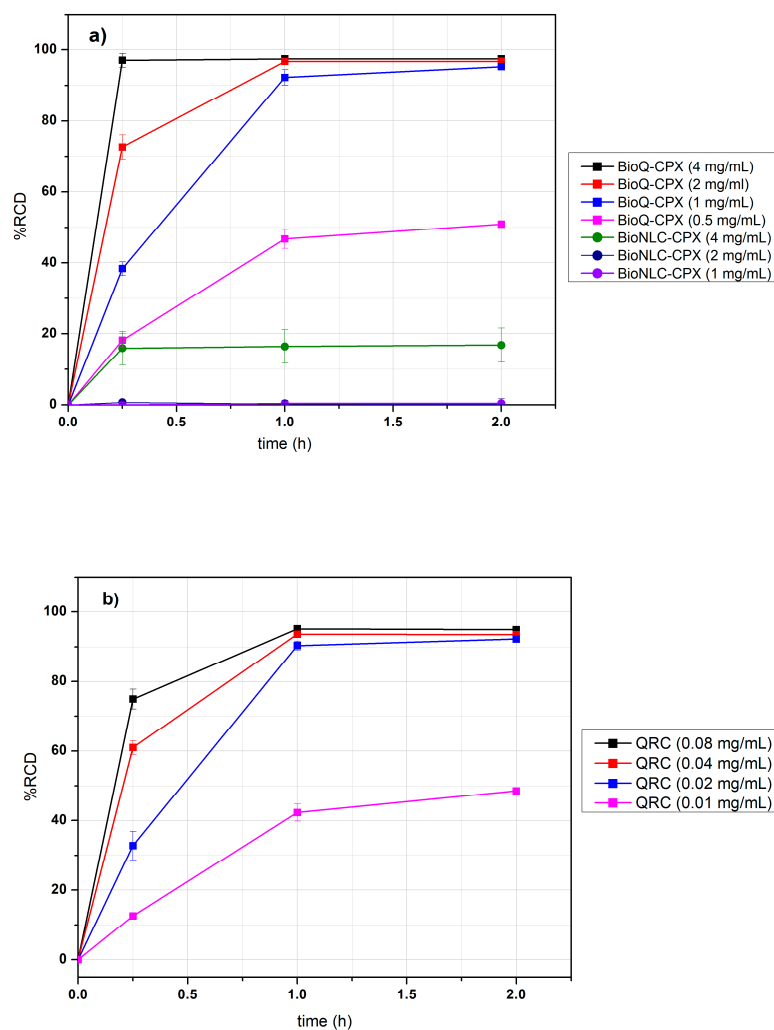 a)
100
80
60
40
20
0
%RCD
0.0 0.5 1.0 1.5 2.0
time (h)
BioQ-CPX (4 mg/mL)
BioQ-CPX (2 mg/ml)
BioQ-CPX (1 mg/mL)
BioQ-CPX (0.5 mg/mL)
BioNLC-CPX (4 mg/mL)
BioNLC-CPX (2 mg/mL)
BioNLC-CPX (1 mg/mL)
b)
100
80
60
40
20
0
%RCD
0.0 0.5 1.0 1.5 2.0
time (h)
QRC (0.08 mg/mL)
QRC (0.04 mg/mL)
QRC (0.02 mg/mL)
QRC (0.01 mg/mL)